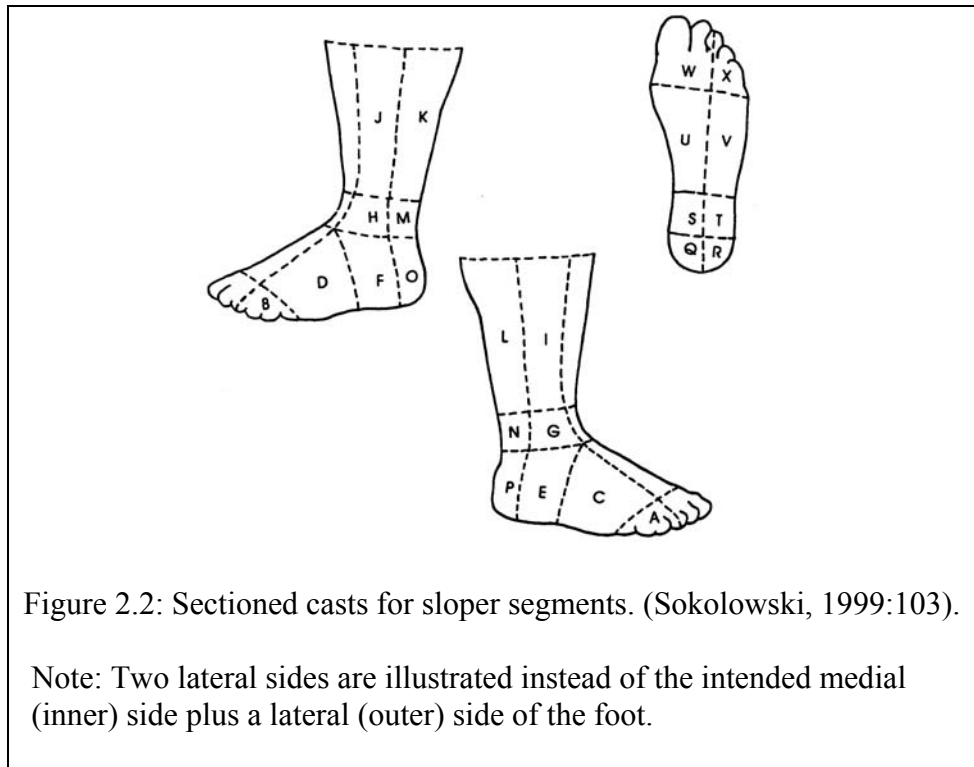 J K
H M
D F O
B
W X
U V
S T
Q R
L I
N G
P E C
A
Figure 2.2: Sectioned casts for sloper segments. (Sokolowski, 1999:103).
Note: Two lateral sides are illustrated instead of the intended medial
(inner) side plus a lateral (outer) side of the foot.